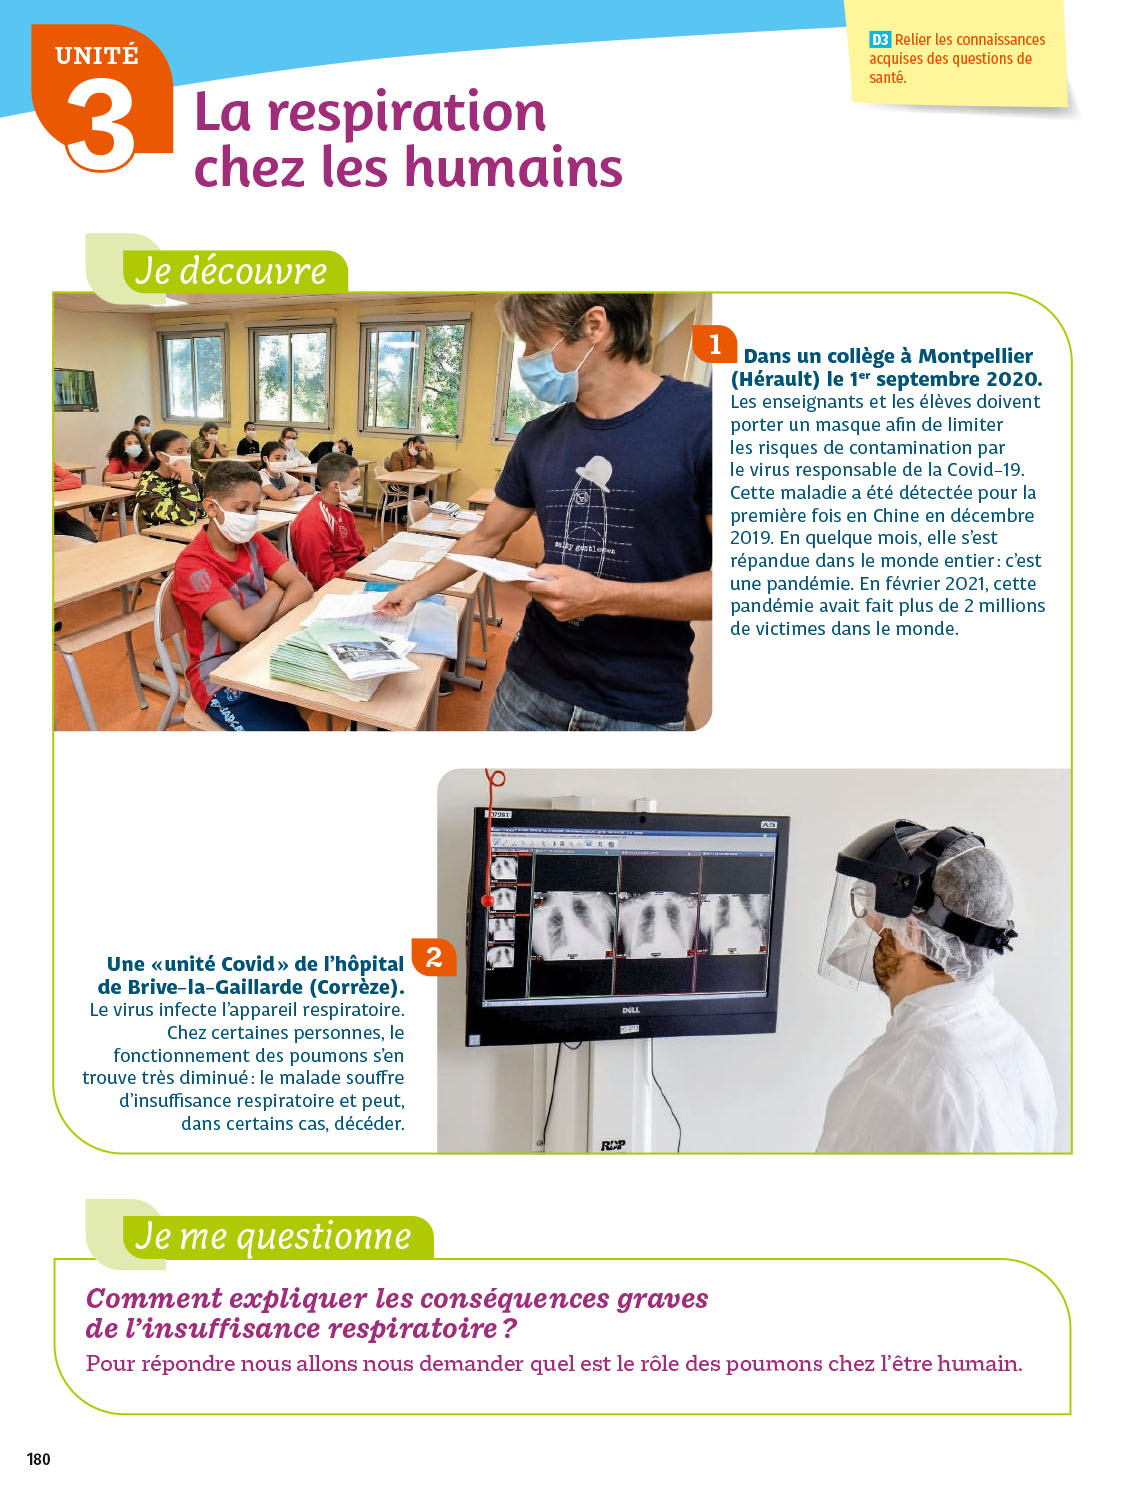 UNITÉ
3
La respiration
chez les humains
D3 Relier les connaissances
acquises des questions de
santé.
Je découvre
1
Dans un collège à Montpellier
(Hérault) le 1er septembre 2020.
Les enseignants et les élèves doivent
porter un masque afin de limiter
les risques de contamination par
le virus responsable de la Covid-19.
Cette maladie a été détectée pour la
première fois en Chine en décembre
2019. En quelque mois, elle s'est
répandue dans le monde entier : c'est
une pandémie. En février 2021, cette
pandémie avait fait plus de 2 millions
de victimes dans le monde.
salty gentlemen
A3
DELL
RDP
2
Une « unité Covid » de l'hôpital
de Brive-la-Gaillarde (Corrèze).
Le virus infecte l'appareil respiratoire.
Chez certaines personnes, le
fonctionnement des poumons s'en
trouve très diminué : le malade souffre
d'insuffisance respiratoire et peut,
dans certains cas, décéder.
Je me questionne
Comment expliquer les conséquences graves
de l'insuffisance respiratoire ?
Pour répondre nous allons nous demander quel est le rôle des poumons chez l'être humain.
180